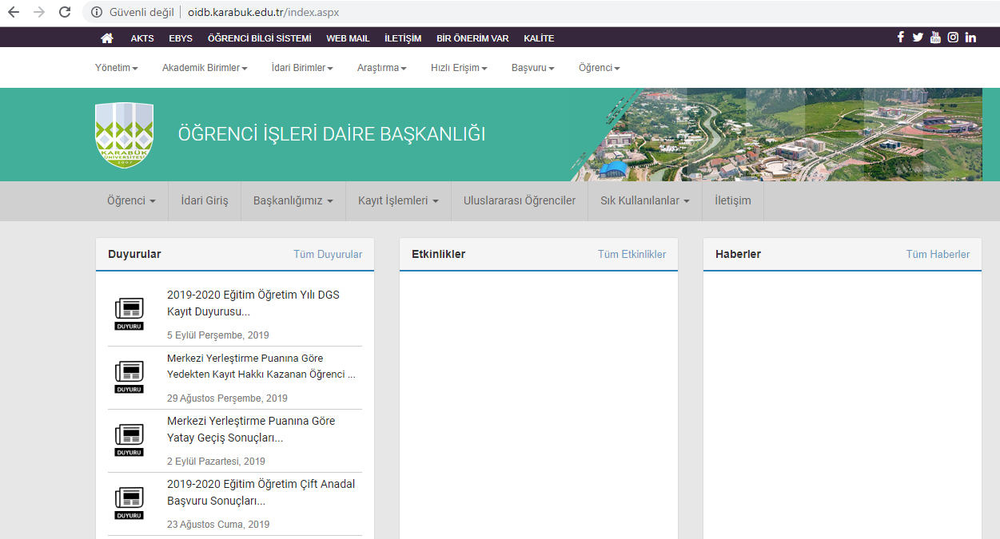 Güvenli değil
oidb.karabuk.edu.tr/index.aspx
AKTS EBYS ÖĞRENCİ BİLGİ SİSTEMİ WEB MAIL İLETİŞİM BİR ÖNERİM VAR KALİTE
Yönetim Akademik Birimler İdari Birimler Araştırma Hızlı Erişim Başvuru Öğrenci
KARABÜK
ÜNİVERSİTESİ
2007
ÖĞRENCİ İŞLERİ DAİRE BAŞKANLIĞI
Öğrenci İdari Giriş Başkanlığımız Kayıt İşlemleri Uluslararası Öğrenciler Sık Kullanılanlar İletişim
Duyurular Tüm Duyurular
2019-2020 Eğitim Öğretim Yılı DGS
Kayıt Duyurusu...
DUYURU
5 Eylül Perşembe, 2019
Merkezi Yerleştirme Puanına Göre
Yedekten Kayıt Hakkı Kazanan Öğrenci ...
DUYURU
29 Ağustos Perşembe, 2019
Merkezi Yerleştirme Puanına Göre
Yatay Geçiş Sonuçları...
DUYURU
2 Eylül Pazartesi, 2019
2019-2020 Eğitim Öğretim Çift Anadal
Başvuru Sonuçları...
DUYURU
23 Ağustos Cuma, 2019
Etkinlikler Tüm Etkinlikler
Haberler Tüm Haberler